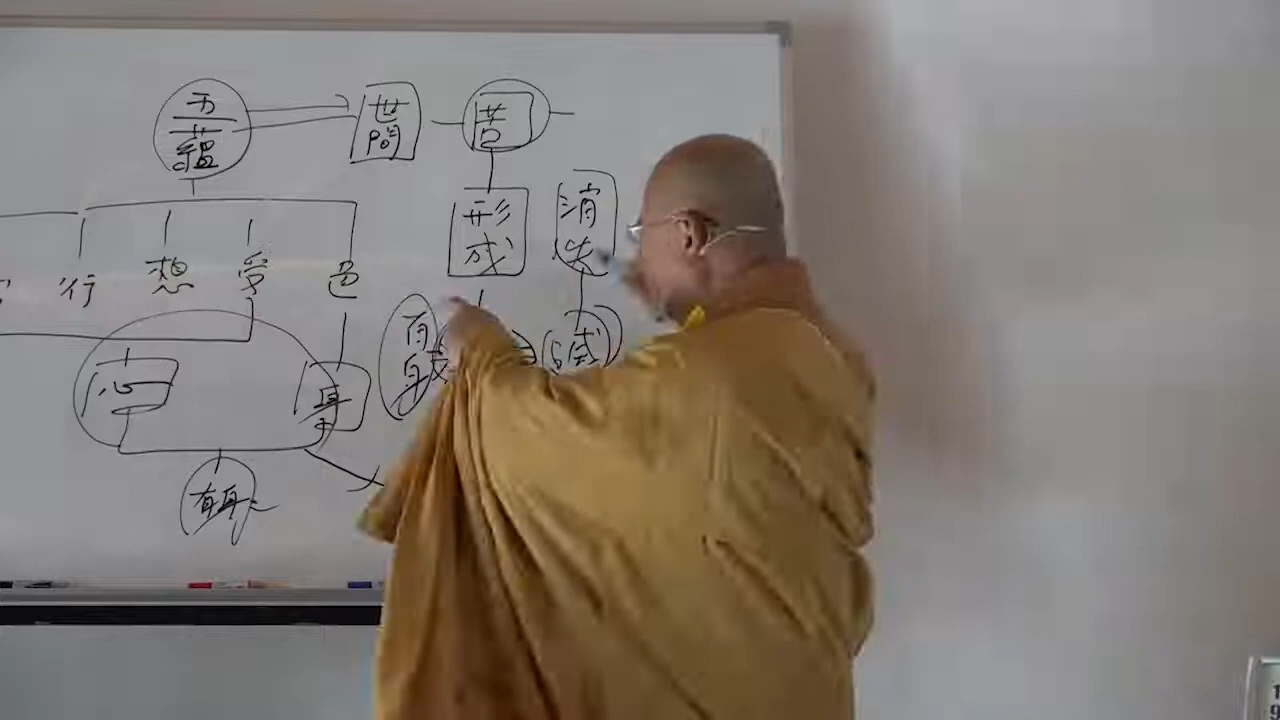 五蘊
世間
苦
形成
消失
行 想 受 色
有身
滅
心
身
有身